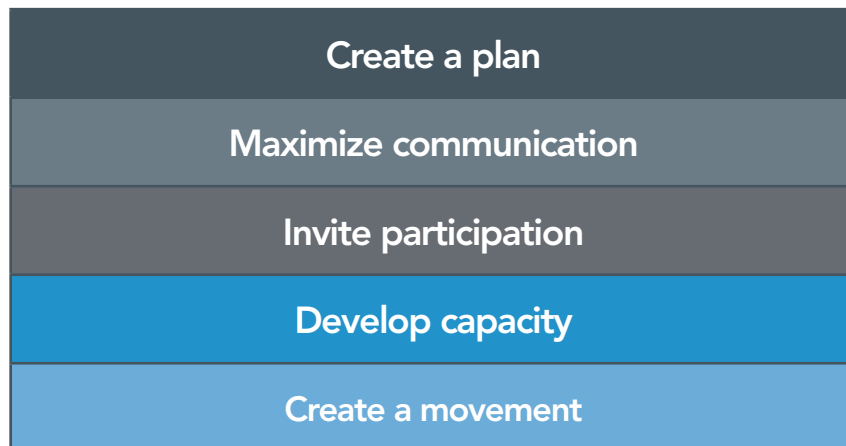 Create a plan
Maximize communication
Invite participation
Develop capacity
Create a movement